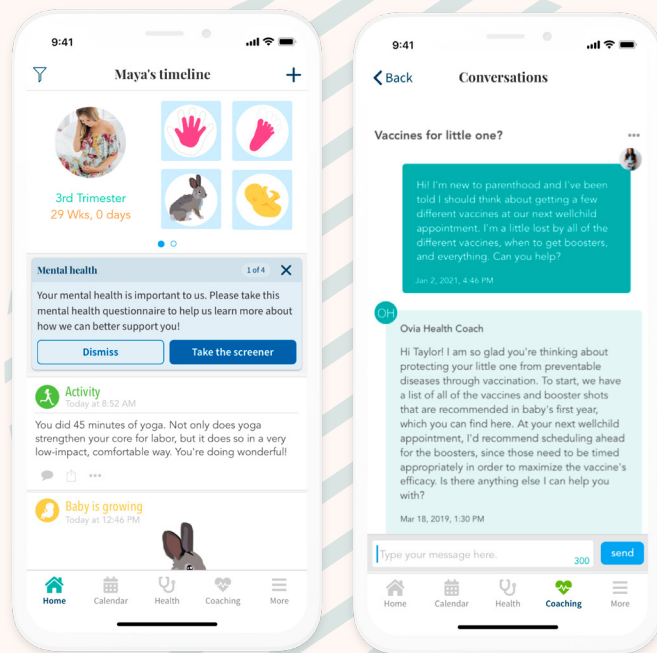 9:41
Maya's timeline
3rd Trimester
29 Wks, 0 days
Mental health
1 of 4
Your mental health is important to us. Please take this
mental health questionnaire to help us learn more about
how we can better support you!
Dismiss
Take the screener
Activity
Today at 8:52 AM
You did 45 minutes of yoga. Not only does yoga
strengthen your core for labor, but it does so in a very
low-impact, comfortable way. You're doing wonderful!
Baby is growing
Today at 12:46 PM
Home
Calendar
Health
Coaching
More
9:41
Back
Conversations
Vaccines for little one?
Hi! I'm new to parenthood and I've been
told I should think about getting a few
different vaccines at our next wellchild
appointment. I'm a little lost by all of the
different vaccines, when to get boosters,
and everything. Can you help?
Jan 2, 2021, 4:46 PM
OH
Ovia Health Coach
Hi Taylor! I am so glad you're thinking about
protecting your little one from preventable
diseases through vaccination. To start, we have
a list of all of the vaccines and booster shots
that are recommended in baby's first year,
which you can find here. At your next wellchild
appointment, I'd recommend scheduling ahead
for the boosters, since those need to be timed
appropriately in order to maximize the vaccine's
efficacy. Is there anything else I can help you
with?
Mar 18, 2019, 1:30 PM
Type your message here.
300
send
Home
Calendar
Health
Coaching
More